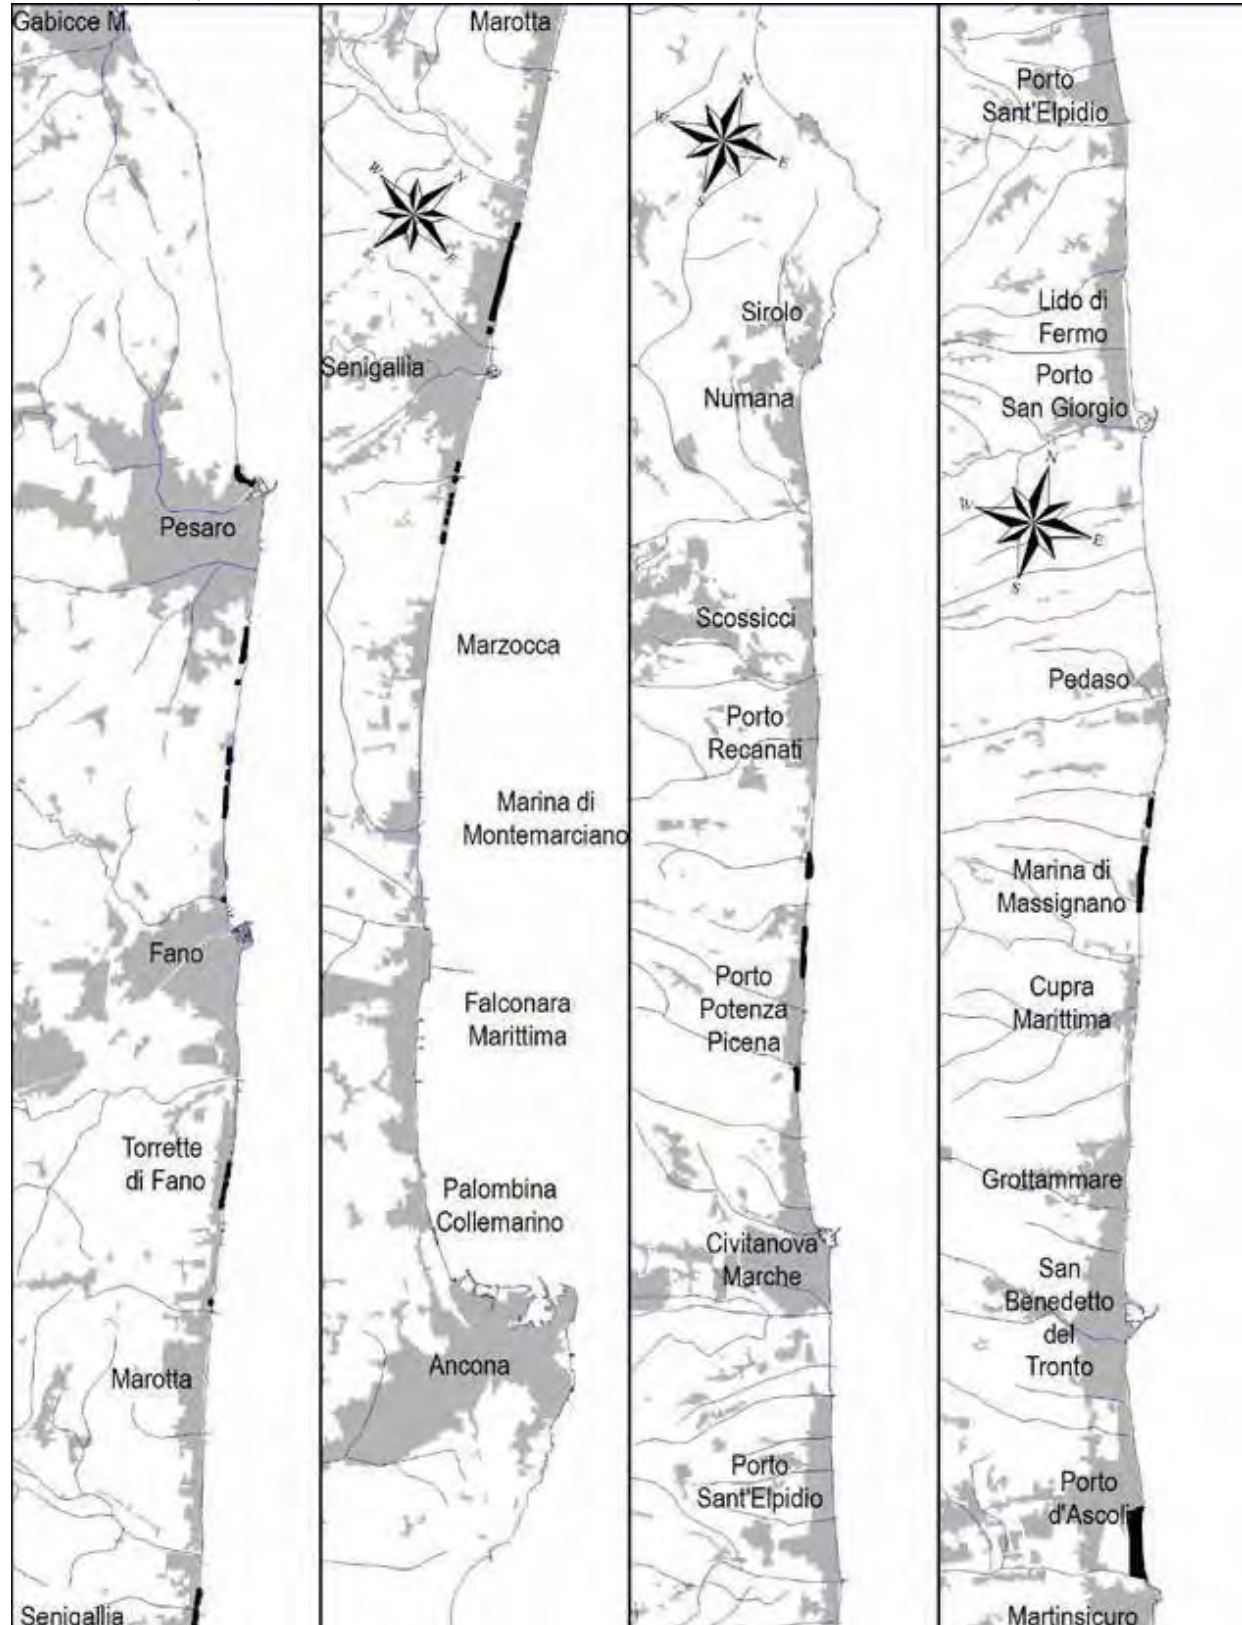 Gabicce M.
Pesaro
Fano
Torrette
di Fano
Marotta
Senigallia
Marotta
W
N
E
Senigallia
Marzocca
Marina di
Montemarciano
Falconara
Marittima
Palombina
Collemarino
Ancona
N
W
E
S
Sirolo
Numana
Scossicci
Porto
Recanati
Porto
Potenza
Picena
Civitanova
Marche
Porto
Sant'Elpidio
Porto
Sant'Elpidio
Lido di
Fermo
Porto
San Giorgio
N
W
E
S
Pedaso
Marina di
Massignano
Cupra
Marittima
Grottammare
San
Benedetto
del
Tronto
Porto
d'Ascoli
Martinsicuro